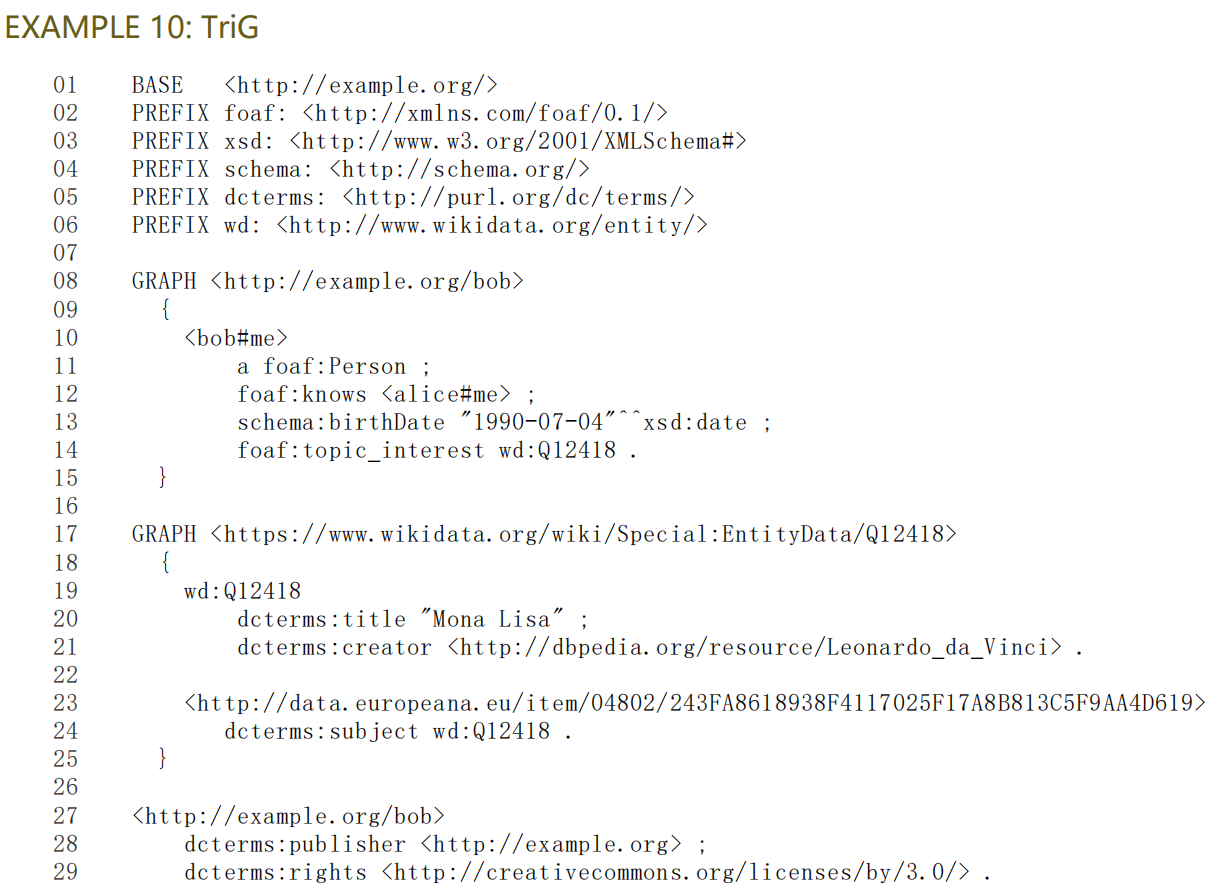 EXAMPLE 10: TriG
01 BASE <http://example.org/>
02 PREFIX foaf: <http://xmlns.com/foaf/0.1/>
03 PREFIX xsd: <http://www.w3.org/2001/XMLSchema#>
04 PREFIX schema: <http://schema.org/>
05 PREFIX dcterms: <http://purl.org/dc/terms/>
06 PREFIX wd: <http://www.wikidata.org/entity/>
07
08 GRAPH <http://example.org/bob>
09 {
10 <bob#me>
11 a foaf:Person ;
12 foaf:knows <alice#me> ;
13 schema:birthDate "1990-07-04"^^xsd:date ;
14 foaf:topic_interest wd:Q12418 .
15 }
16
17 GRAPH <https://www.wikidata.org/wiki/Special:EntityData/Q12418>
18 {
19 wd:Q12418
20 dcterms:title "Mona Lisa" ;
21 dcterms:creator <http://dbpedia.org/resource/Leonardo_da_Vinci> .
22
23 <http://data.europeana.eu/item/04802/243FA8618938F4117025F17A8B813C5F9AA4D619>
24 dcterms:subject wd:Q12418 .
25 }
26
27 <http://example.org/bob>
28 dcterms:publisher <http://example.org> ;
29 dcterms:rights <http://creativecommons.org/licenses/by/3.0/> .